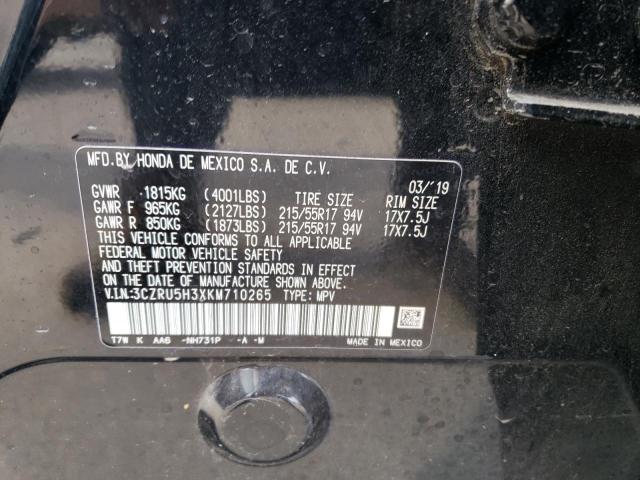 MFD.BY HONDA DE MEXICO S.A. DE C.V.
03/'19
GVWR 1815KG (4001LBS) TIRE SIZE RIM SIZE
GAWR F 965KG (2127LBS) 215/55R17 94V 17X7.5J
GAWR R 850KG (1873LBS) 215/55R17 94V 17X7.5J
THIS VEHICLE CONFORMS TO ALL APPLICABLE
FEDERAL MOTOR VEHICLE SAFETY
AND THEFT PREVENTION STANDARDS IN EFFECT
ON THE DATE OF MANUFACTURE SHOWN ABOVE.
V.I.N:3CZRU5H3XKM710265 TYPE: MPV
T7W K AA6 -NH731P -A -M MADE IN MEXICO